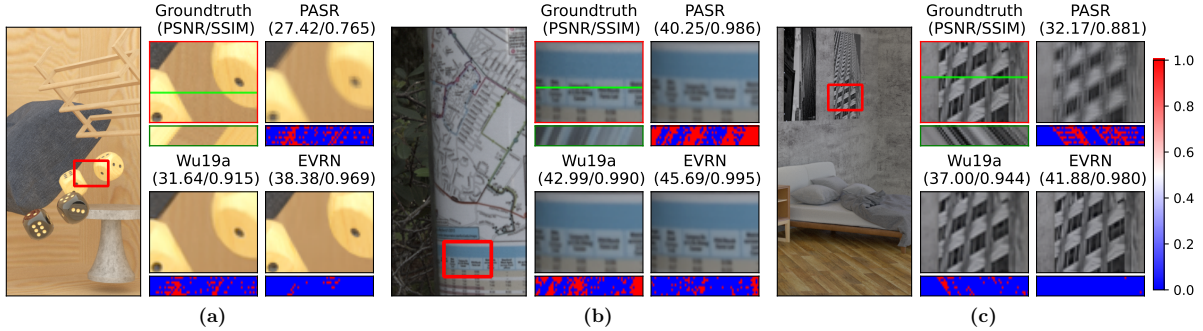 Groundtruth
(PSNR/SSIM)
PASR
(27.42/0.765)
Wu19a
(31.64/0.915)
EVRN
(38.38/0.969)
(a)
Groundtruth
(PSNR/SSIM)
PASR
(40.25/0.986)
Wu19a
(42.99/0.990)
EVRN
(45.69/0.995)
(b)
Groundtruth
(PSNR/SSIM)
PASR
(32.17/0.881)
Wu19a
(37.00/0.944)
EVRN
(41.88/0.980)
(c)
1.0
0.8
0.6
0.4
0.2
0.0